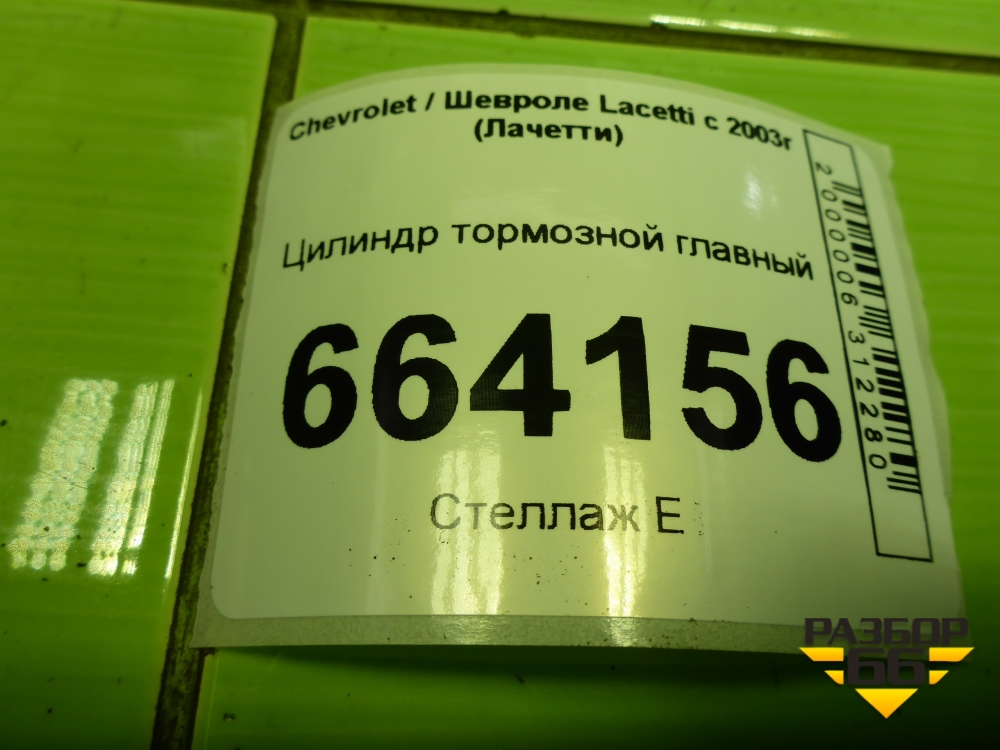 Chevrolet / Шевроле Lacetti с 2003г
(Лачетти)
Цилиндр тормозной главный
664156
Стеллаж Е
2000006312280
РАЗБОР
66